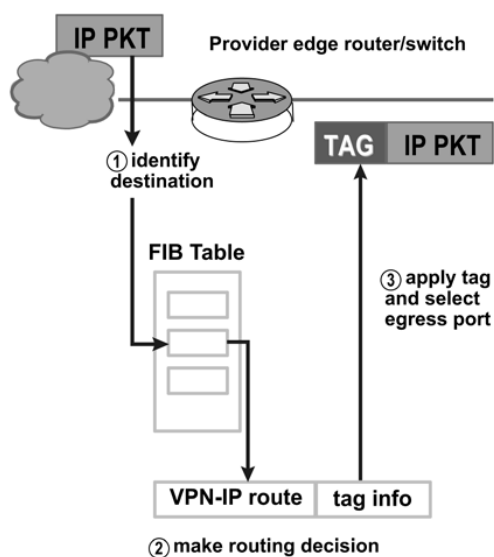 IP PKT
Provider edge router/switch
TAG IP PKT
① identify
destination
FIB Table
③ apply tag
and select
egress port
VPN-IP route tag info
② make routing decision